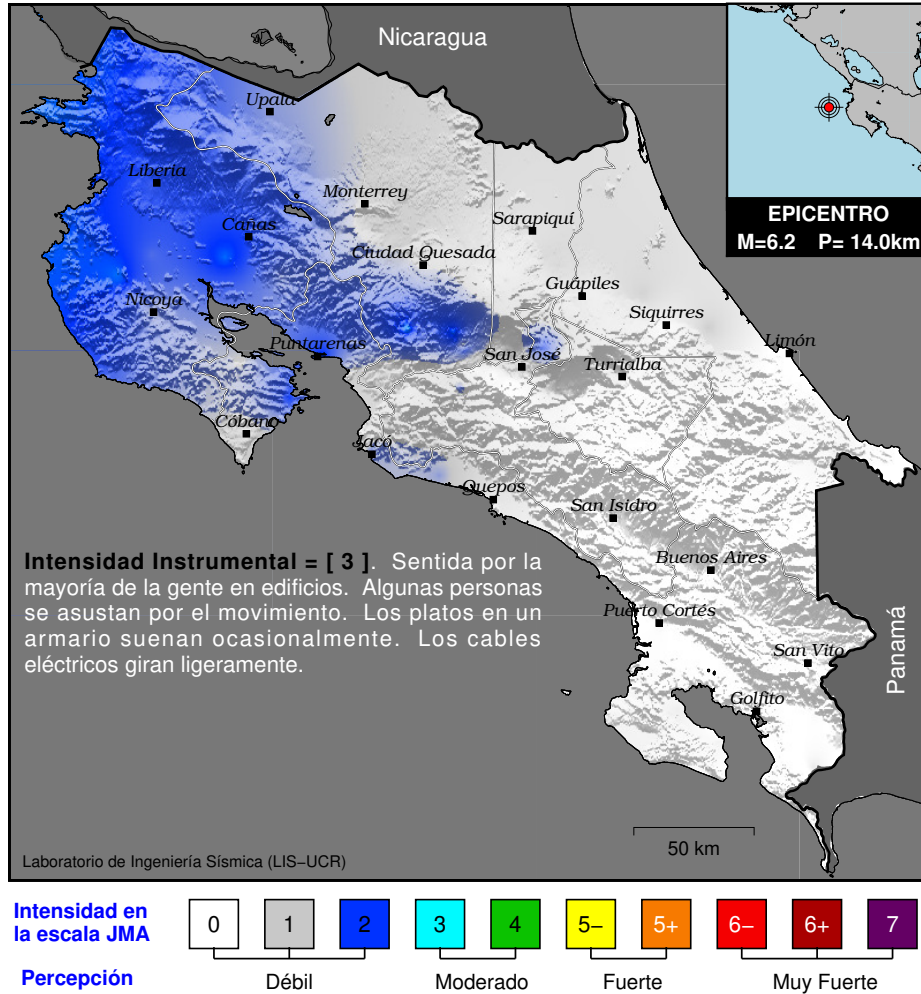 Nicaragua
Upala
Liberia
Monterrey
Cañas
Sarapiquí
Ciudad Quesada
Guápiles
Nicoya
Siquirres
Puntarenas
San José
Limón
Turrialba
Cóbano
Jacó
Quepos
San Isidro
Buenos Aires
Puerto Cortés
San Vito
Golfito
Panamá
EPICENTRO
M=6.2 P= 14.0km
Intensidad Instrumental = [ 3 ]. Sentida por la
mayoría de la gente en edificios. Algunas personas
se asustan por el movimiento. Los platos en un
armario suenan ocasionalmente. Los cables
eléctricos giran ligeramente.
50 km
Laboratorio de Ingeniería Sísmica (LIS–UCR)
Intensidad en
la escala JMA
0 1 2 3 4 5– 5+ 6– 6+ 7
Percepción
Débil Moderado Fuerte Muy Fuerte